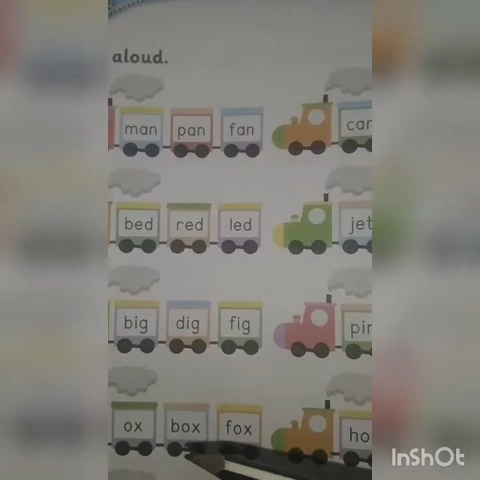 aloud.
man pan fan
bed red led
big dig fig
ox box fox
InShOt